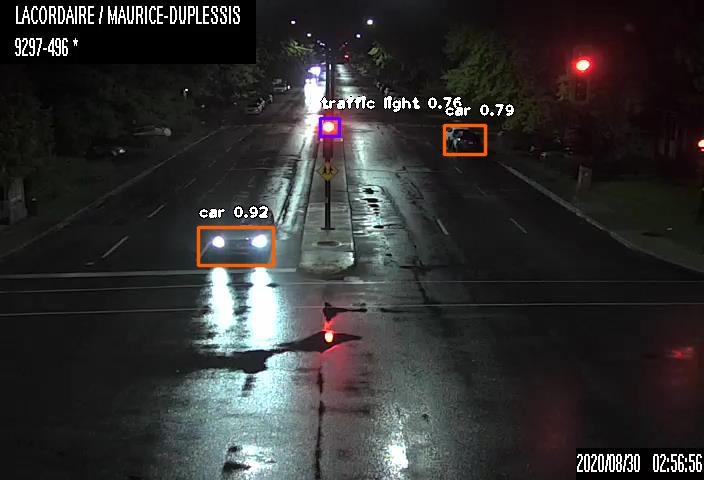 LACORDAIRE / MAURICE-DUPLESSIS
9297-496 *
traffic light 0.76
car 0.79
car 0.92
2020/08/30 02:56:56